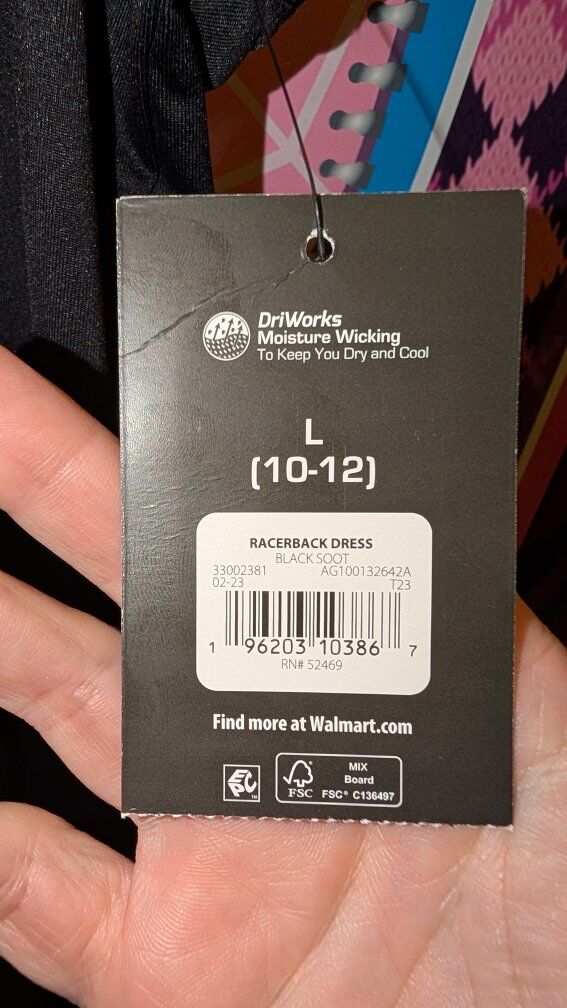 DriWorks
Moisture Wicking
To Keep You Dry and Cool
L
(10-12)
RACERBACK DRESS
BLACK SOOT
33002381 AG100132642A
02-23 T23
1 96203 10386 7
RN# 52469
Find more at Walmart.com
EPC™
FSC
MIX
Board
FSC® C136497